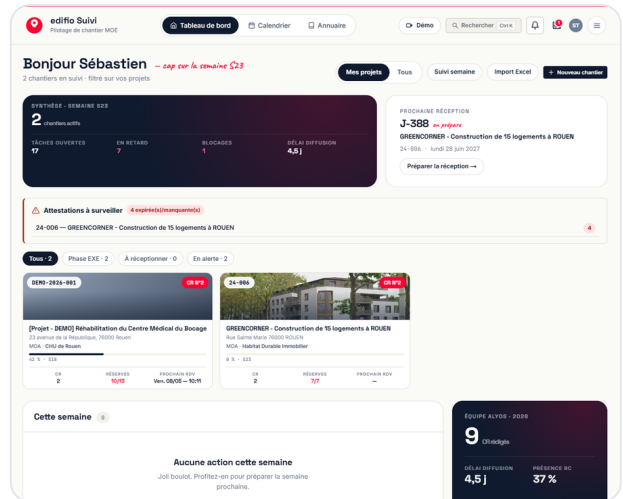 edifio Suivi
Pilotage de chantier MOE
Tableau de bord
Calendrier
Annuaire
Démo
Rechercher Ctrl K
1
ST
Bonjour Sébastien – cap sur la semaine S23
2 chantiers en suivi · filtré sur vos projets
Mes projets
Tous
Suivi semaine
Import Excel
+ Nouveau chantier
SYNTHÈSE · SEMAINE S23
2 chantiers actifs
TÂCHES OUVERTES
17
EN RETARD
7
BLOCAGES
1
DÉLAI DIFFUSION
4,5 j
PROCHAINE RÉCEPTION
J-388 on prépare
GREENCORNER - Construction de 15 logements à ROUEN
24-006 · lundi 28 juin 2027
Préparer la réception →
Attestations à surveiller 4 expirée(s)/manquante(s)
24-006 — GREENCORNER - Construction de 15 logements à ROUEN
4
Tous · 2
Phase EXE · 2
À réceptionner · 0
En alerte · 2
DEMO-2026-001
CR N°2
[Projet - DEMO] Réhabilitation du Centre Médical du Bocage
23 avenue de la République, 76000 Rouen
MOA · CHU de Rouen
42 % · S18
CR
2
RÉSERVES
10/13
PROCHAIN RDV
Ven. 08/05 — 10:11
24-006
CR N°2
GREENCORNER - Construction de 15 logements à ROUEN
Rue Sainte Marie 76000 ROUEN
MOA · Habitat Durable Immobilier
0 % · S23
CR
2
RÉSERVES
7/7
PROCHAIN RDV
—
Cette semaine 0
Aucune action cette semaine
Joli boulot. Profitez-en pour préparer la semaine
prochaine.
ÉQUIPE ALYOS · 2026
9 CR rédigés
DÉLAI DIFFUSION
4,5 j
PRÉSENCE RC
37 %